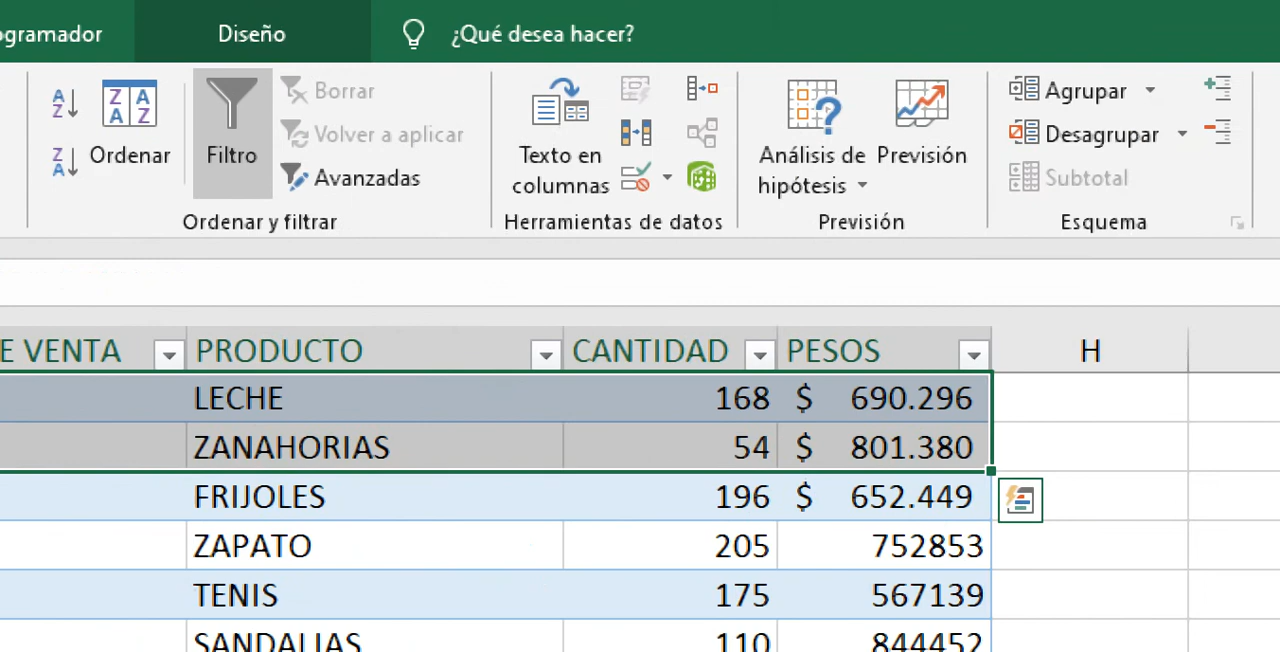 ogramador Diseño ¿Qué desea hacer?
Ordenar Filtro Borrar Volver a aplicar Avanzadas
Ordenar y filtrar
Texto en columnas
Herramientas de datos
Análisis de hipótesis Previsión
Previsión
Agrupar Desagrupar Subtotal
Esquema
E VENTA PRODUCTO CANTIDAD PESOS H
LECHE 168 $ 690.296
ZANAHORIAS 54 $ 801.380
FRIJOLES 196 $ 652.449
ZAPATO 205 752853
TENIS 175 567139
SANDALIAS 110 844452